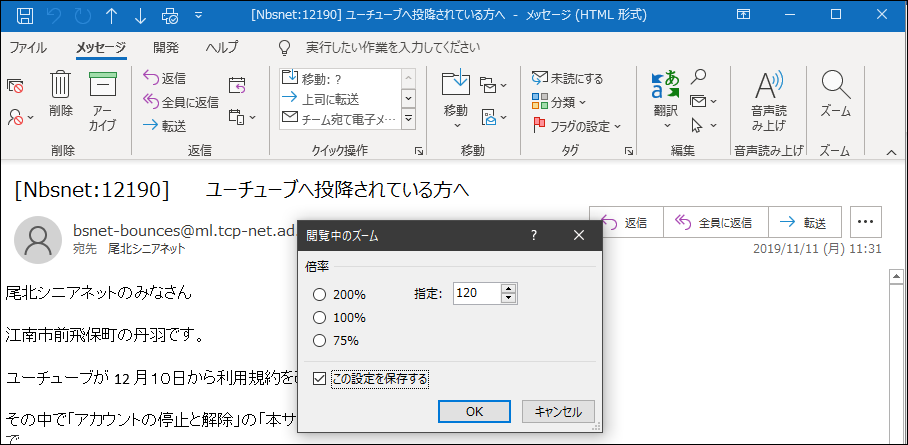 [Nbsnet:12190] ユーチューブへ投降されている方へ - メッセージ (HTML 形式)
ファイル メッセージ 開発 ヘルプ 実行したい作業を入力してください
削除 アーカイブ
削除
返信
全員に返信
転送
返信
移動: ?
上司に転送
チーム宛て電子メ...
クイック操作
移動
移動
未読にする
分類
フラグの設定
タグ
翻訳
編集
音声読み上げ
音声読み上げ
ズーム
ズーム
[Nbsnet:12190] ユーチューブへ投降されている方へ
bsnet-bounces@ml.tcp-net.ad.
宛先 尾北シニアネット
返信 全員に返信 転送
2019/11/11 (月) 11:31
尾北シニアネットのみなさん
江南市前飛保町の丹羽です。
ユーチューブが 12 月10日から利用規約を
その中で「アカウントの停止と解除」の「本サ
で
閲覧中のズーム ?
倍率
200% 指定: 120
100%
75%
この設定を保存する
OK キャンセル